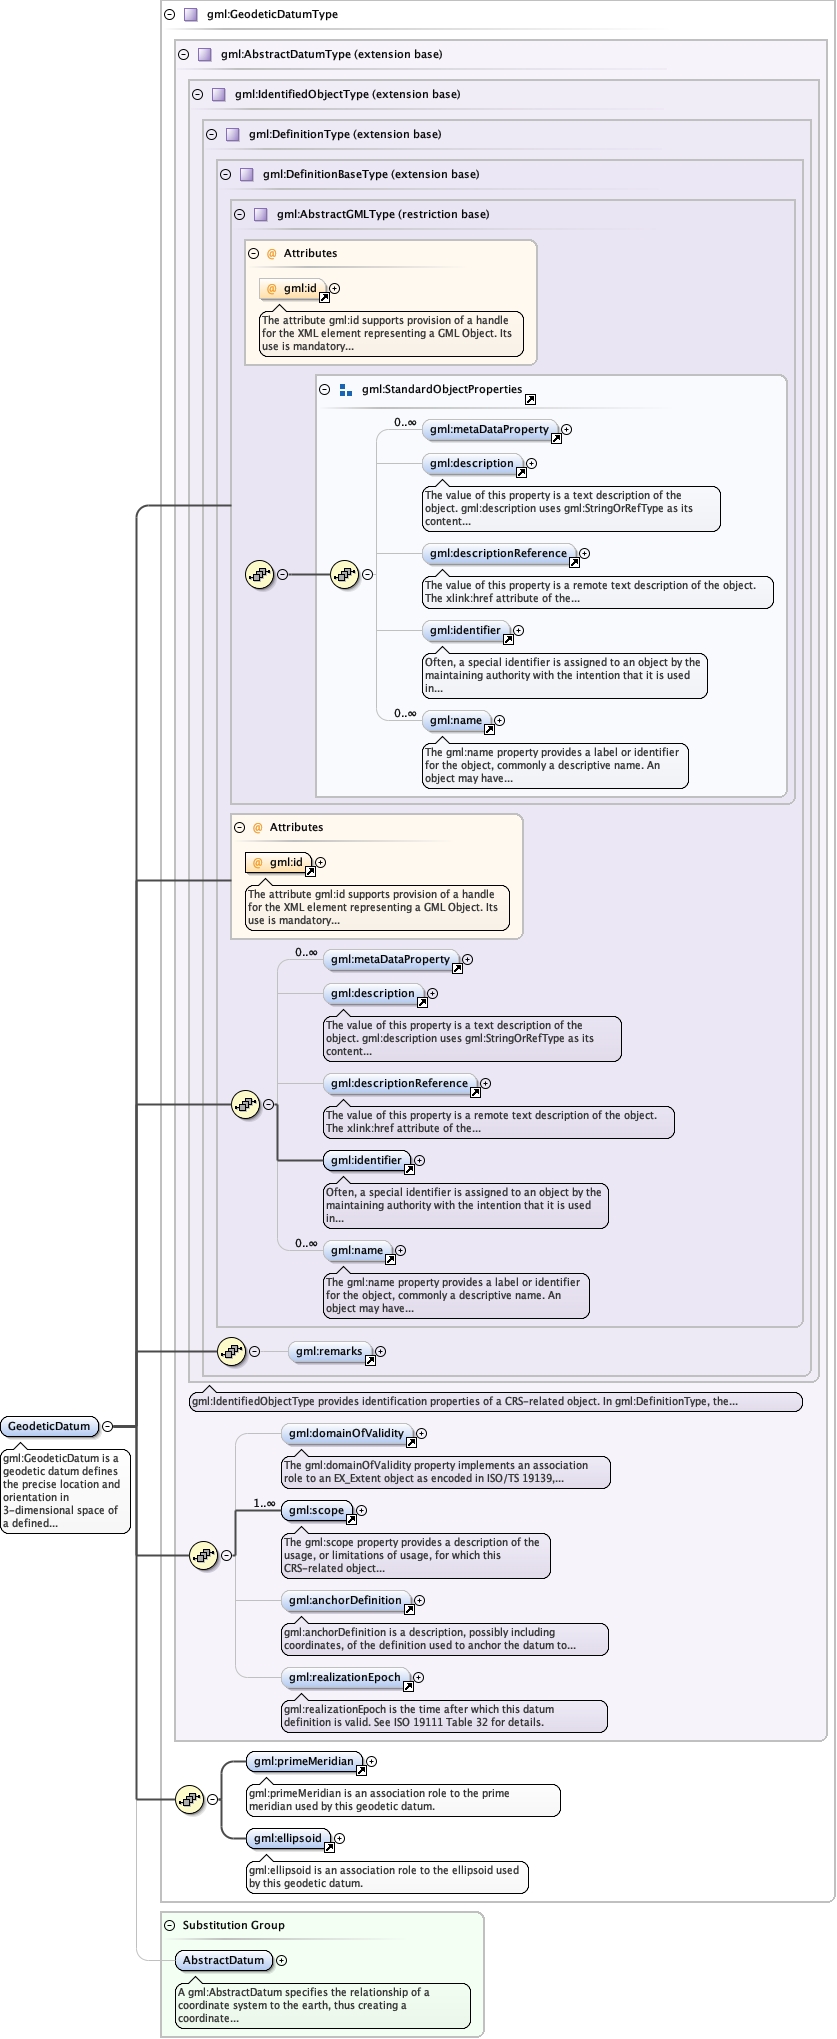 gml:GeodeticDatumType
gml:AbstractDatumType (extension base)
gml:IdentifiedObjectType (extension base)
gml:DefinitionType (extension base)
gml:DefinitionBaseType (extension base)
gml:AbstractGMLType (restriction base)
@ Attributes
@ gml:id
The attribute gml:id supports provision of a handle
for the XML element representing a GML Object. Its
use is mandatory...
gml:StandardObjectProperties
0..∞
gml:metaDataProperty
gml:description
The value of this property is a text description of the
object. gml:description uses gml:StringOrRefType as its
content...
gml:descriptionReference
The value of this property is a remote text description of the object.
The xlink:href attribute of the...
gml:identifier
Often, a special identifier is assigned to an object by the
maintaining authority with the intention that it is used
in...
0..∞
gml:name
The gml:name property provides a label or identifier
for the object, commonly a descriptive name. An
object may have...
@ Attributes
@ gml:id
The attribute gml:id supports provision of a handle
for the XML element representing a GML Object. Its
use is mandatory...
0..∞
gml:metaDataProperty
gml:description
The value of this property is a text description of the
object. gml:description uses gml:StringOrRefType as its
content...
gml:descriptionReference
The value of this property is a remote text description of the object.
The xlink:href attribute of the...
gml:identifier
Often, a special identifier is assigned to an object by the
maintaining authority with the intention that it is used
in...
0..∞
gml:name
The gml:name property provides a label or identifier
for the object, commonly a descriptive name. An
object may have...
gml:remarks
gml:IdentifiedObjectType provides identification properties of a CRS-related object. In gml:DefinitionType, the...
GeodeticDatum
gml:GeodeticDatum is a
geodetic datum defines
the precise location and
orientation in
3-dimensional space of
a defined...
gml:domainOfValidity
The gml:domainOfValidity property implements an association
role to an EX_Extent object as encoded in ISO/TS 19139,...
1..∞
gml:scope
The gml:scope property provides a description of the
usage, or limitations of usage, for which this
CRS-related object...
gml:anchorDefinition
gml:anchorDefinition is a description, possibly including
coordinates, of the definition used to anchor the datum to...
gml:realizationEpoch
gml:realizationEpoch is the time after which this datum
definition is valid. See ISO 19111 Table 32 for details.
gml:primeMeridian
gml:primeMeridian is an association role to the prime
meridian used by this geodetic datum.
gml:ellipsoid
gml:ellipsoid is an association role to the ellipsoid used
by this geodetic datum.
Substitution Group
AbstractDatum
A gml:AbstractDatum specifies the relationship of a
coordinate system to the earth, thus creating a
coordinate...